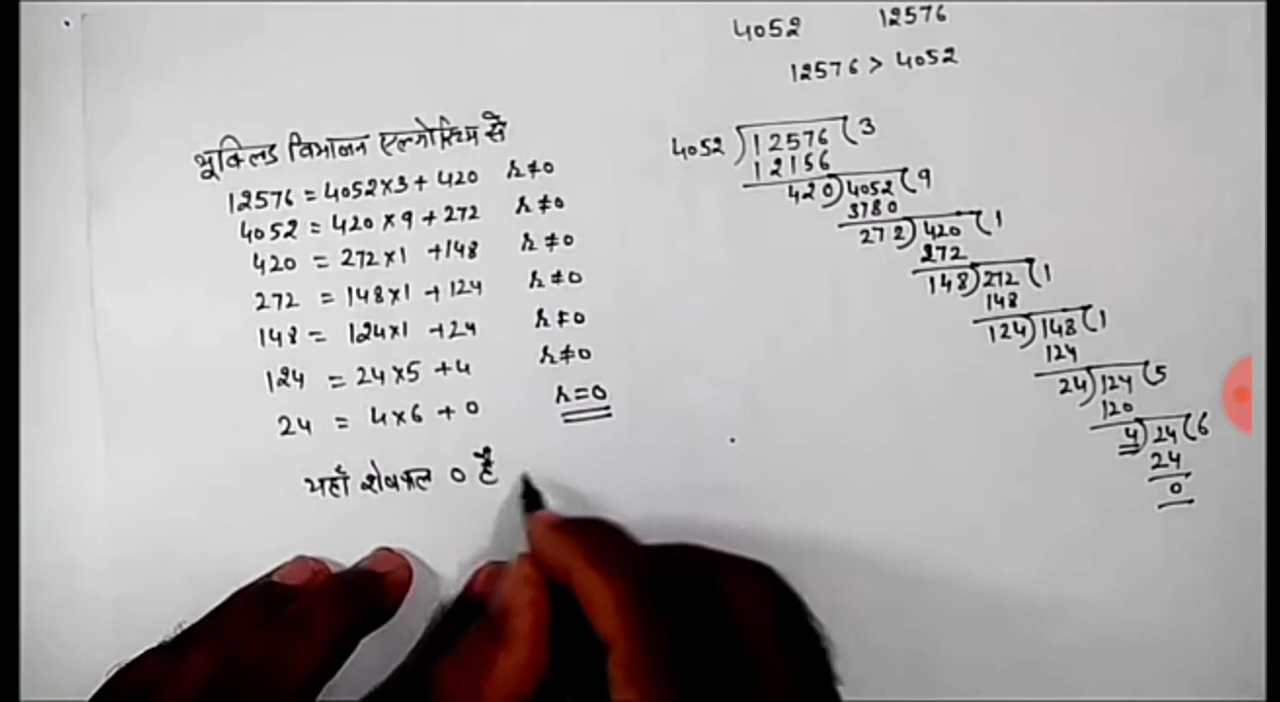 4052 12576
12576 > 4052
यूक्लिड विभाजन एल्गोरिथ्म से
12576 = 4052×3 + 420 r≠0
4052 = 420 × 9 + 272 r≠0
420 = 272×1 +148 r≠0
272 = 148×1 +124 r≠0
148 = 124×1 +24 r≠0
124 = 24×5 +4 r≠0
24 = 4×6 + 0 r=0
यहाँ शेषफल 0 है
4052)12576(3
12156
420)4052(9
3780
272)420(1
272
148)272(1
148
124)148(1
124
24)124(5
120
4)24(6
24
0